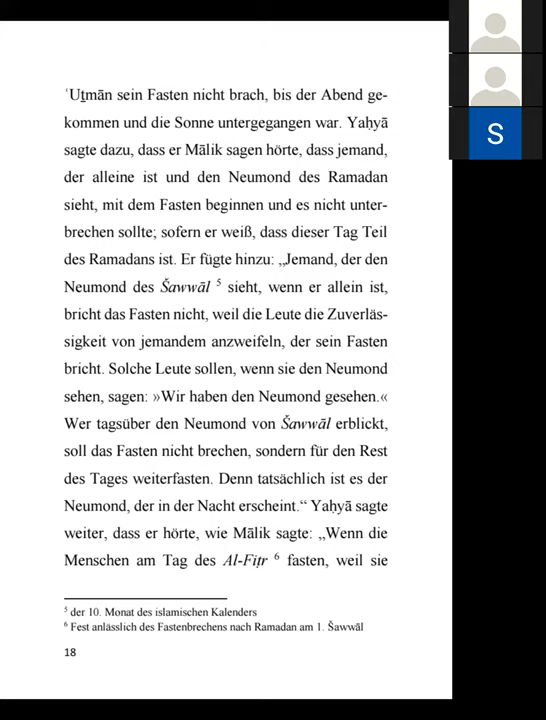 ʿUṯmān sein Fasten nicht brach, bis der Abend ge-
kommen und die Sonne untergegangen war. Yaḥyā
sagte dazu, dass er Mālik sagen hörte, dass jemand,
der alleine ist und den Neumond des Ramadan
sieht, mit dem Fasten beginnen und es nicht unter-
brechen sollte; sofern er weiß, dass dieser Tag Teil
des Ramadans ist. Er fügte hinzu: „Jemand, der den
Neumond des Šawwāl ⁵ sieht, wenn er allein ist,
bricht das Fasten nicht, weil die Leute die Zuverläs-
sigkeit von jemandem anzweifeln, der sein Fasten
bricht. Solche Leute sollen, wenn sie den Neumond
sehen, sagen: »Wir haben den Neumond gesehen.«
Wer tagsüber den Neumond von Šawwāl erblickt,
soll das Fasten nicht brechen, sondern für den Rest
des Tages weiterfasten. Denn tatsächlich ist es der
Neumond, der in der Nacht erscheint.“ Yaḥyā sagte
weiter, dass er hörte, wie Mālik sagte: „Wenn die
Menschen am Tag des Al-Fiṭr ⁶ fasten, weil sie
⁵ der 10. Monat des islamischen Kalenders
⁶ Fest anlässlich des Fastenbrechens nach Ramadan am 1. Šawwāl
18
S